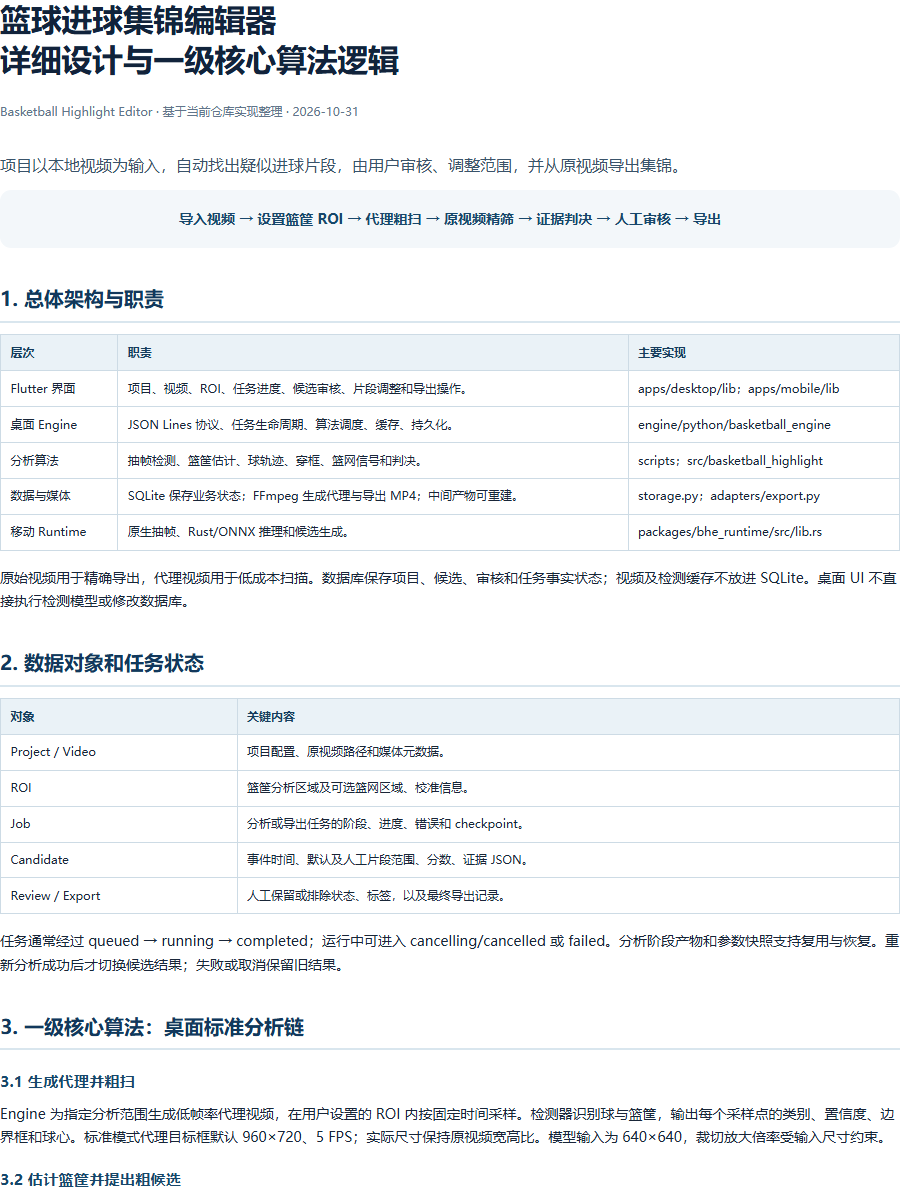 篮球进球集锦编辑器
详细设计与一级核心算法逻辑
Basketball Highlight Editor · 基于当前仓库实现整理 · 2026-10-31
项目以本地视频为输入，自动找出疑似进球片段，由用户审核、调整范围，并从原视频导出集锦。
导入视频 → 设置篮筐 ROI → 代理粗扫 → 原视频精筛 → 证据判决 → 人工审核 → 导出
1. 总体架构与职责
层次 职责 主要实现
Flutter 界面 项目、视频、ROI、任务进度、候选审核、片段调整和导出操作。 apps/desktop/lib；apps/mobile/lib
桌面 Engine JSON Lines 协议、任务生命周期、算法调度、缓存、持久化。 engine/python/basketball_engine
分析算法 抽帧检测、篮筐估计、球轨迹、穿框、篮网信号和判决。 scripts；src/basketball_highlight
数据与媒体 SQLite 保存业务状态；FFmpeg 生成代理与导出 MP4；中间产物可重建。 storage.py；adapters/export.py
移动 Runtime 原生抽帧、Rust/ONNX 推理和候选生成。 packages/bhe_runtime/src/lib.rs
原始视频用于精确导出，代理视频用于低成本扫描。数据库保存项目、候选、审核和任务事实状态；视频及检测缓存不放进 SQLite。桌面 UI 不直
接执行检测模型或修改数据库。
2. 数据对象和任务状态
对象 关键内容
Project / Video 项目配置、原视频路径和媒体元数据。
ROI 篮筐分析区域及可选篮网区域、校准信息。
Job 分析或导出任务的阶段、进度、错误和 checkpoint。
Candidate 事件时间、默认及人工片段范围、分数、证据 JSON。
Review / Export 人工保留或排除状态、标签，以及最终导出记录。
任务通常经过 queued → running → completed；运行中可进入 cancelling/cancelled 或 failed。分析阶段产物和参数快照支持复用与恢复。重
新分析成功后才切换候选结果；失败或取消保留旧结果。
3. 一级核心算法：桌面标准分析链
3.1 生成代理并粗扫
Engine 为指定分析范围生成低帧率代理视频，在用户设置的 ROI 内按固定时间采样。检测器识别球与篮筐，输出每个采样点的类别、置信度、边
界框和球心。标准模式代理目标框默认 960×720、5 FPS；实际尺寸保持原视频宽高比。模型输入为 640×640，裁切放大倍率受输入尺寸约束。
3.2 估计篮筐并提出粗候选